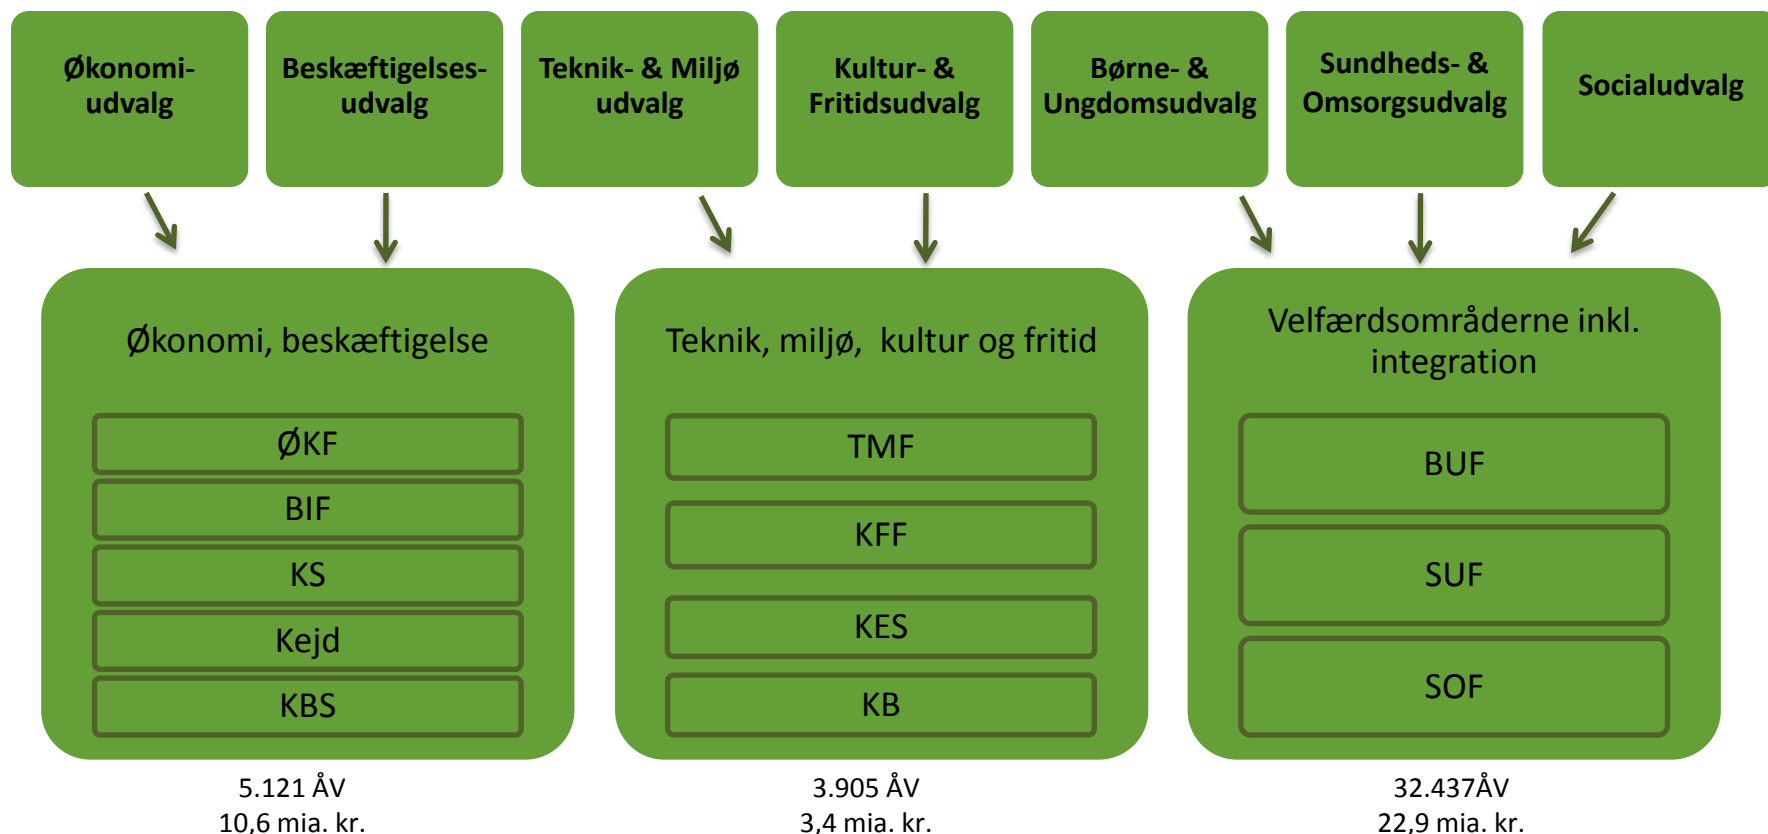 Økonomi-
udvalg
Beskæftigelses-
udvalg
Teknik- & Miljø
udvalg
Kultur- &
Fritidsudvalg
Børne- &
Ungdomsudvalg
Sundheds- &
Omsorgsudvalg
Socialudvalg
Økonomi, beskæftigelse
ØKF
BIF
KS
Kejd
KBS
5.121 ÅV
10,6 mia. kr.
Teknik, miljø, kultur og fritid
TMF
KFF
KES
KB
3.905 ÅV
3,4 mia. kr.
Velfærdsområderne inkl.
integration
BUF
SUF
SOF
32.437ÅV
22,9 mia. kr.